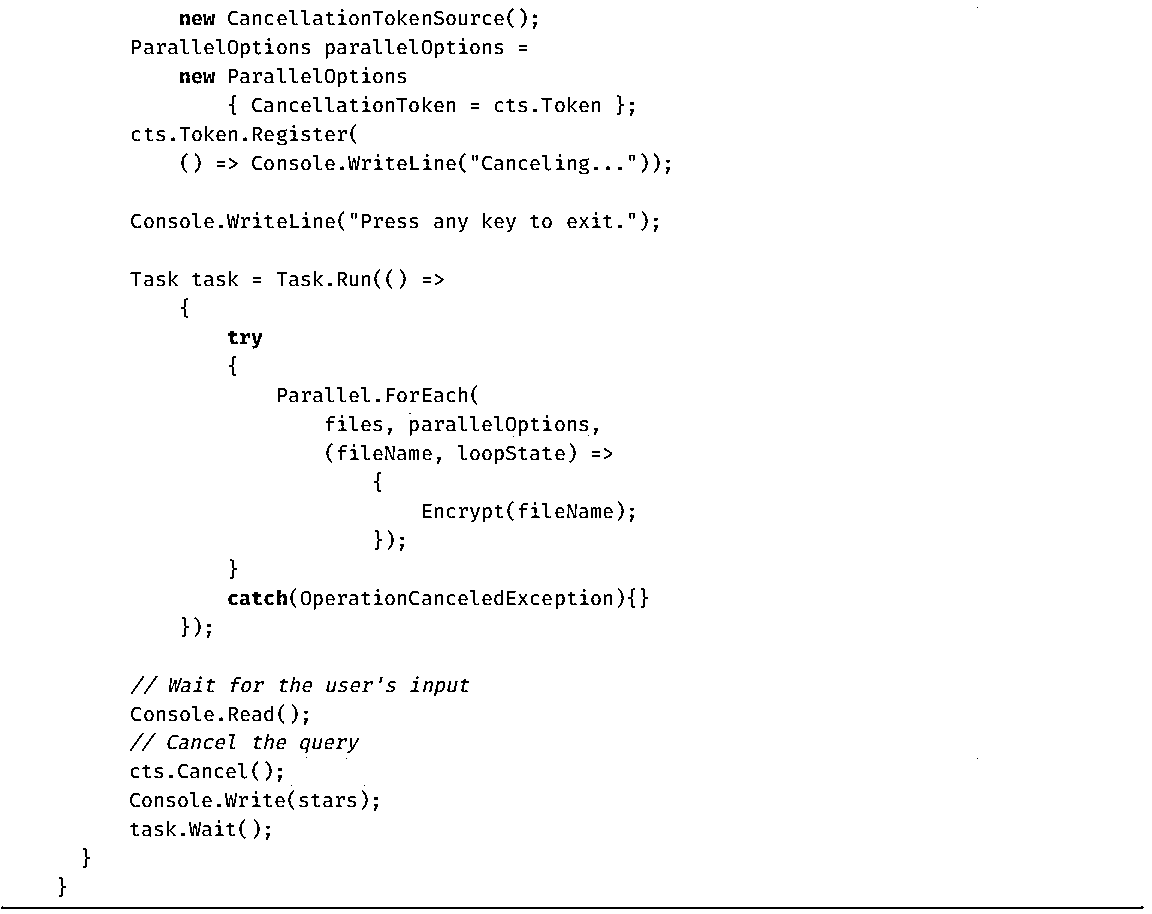 new CancellationTokenSource();
ParallelOptions parallelOptions =
new ParallelOptions
{ CancellationToken = cts.Token };
cts.Token.Register(
() => Console.WriteLine("Canceling..."));
Console.WriteLine("Press any key to exit.");
Task task = Task.Run(() =>
{
try
{
Parallel.ForEach(
files, parallelOptions,
(fileName, loopState) =>
{
Encrypt(fileName);
});
}
catch(OperationCanceledException){}
});
// Wait for the user's input
Console.Read();
// Cancel the query
cts.Cancel();
Console.Write(stars);
task.Wait();
}
}